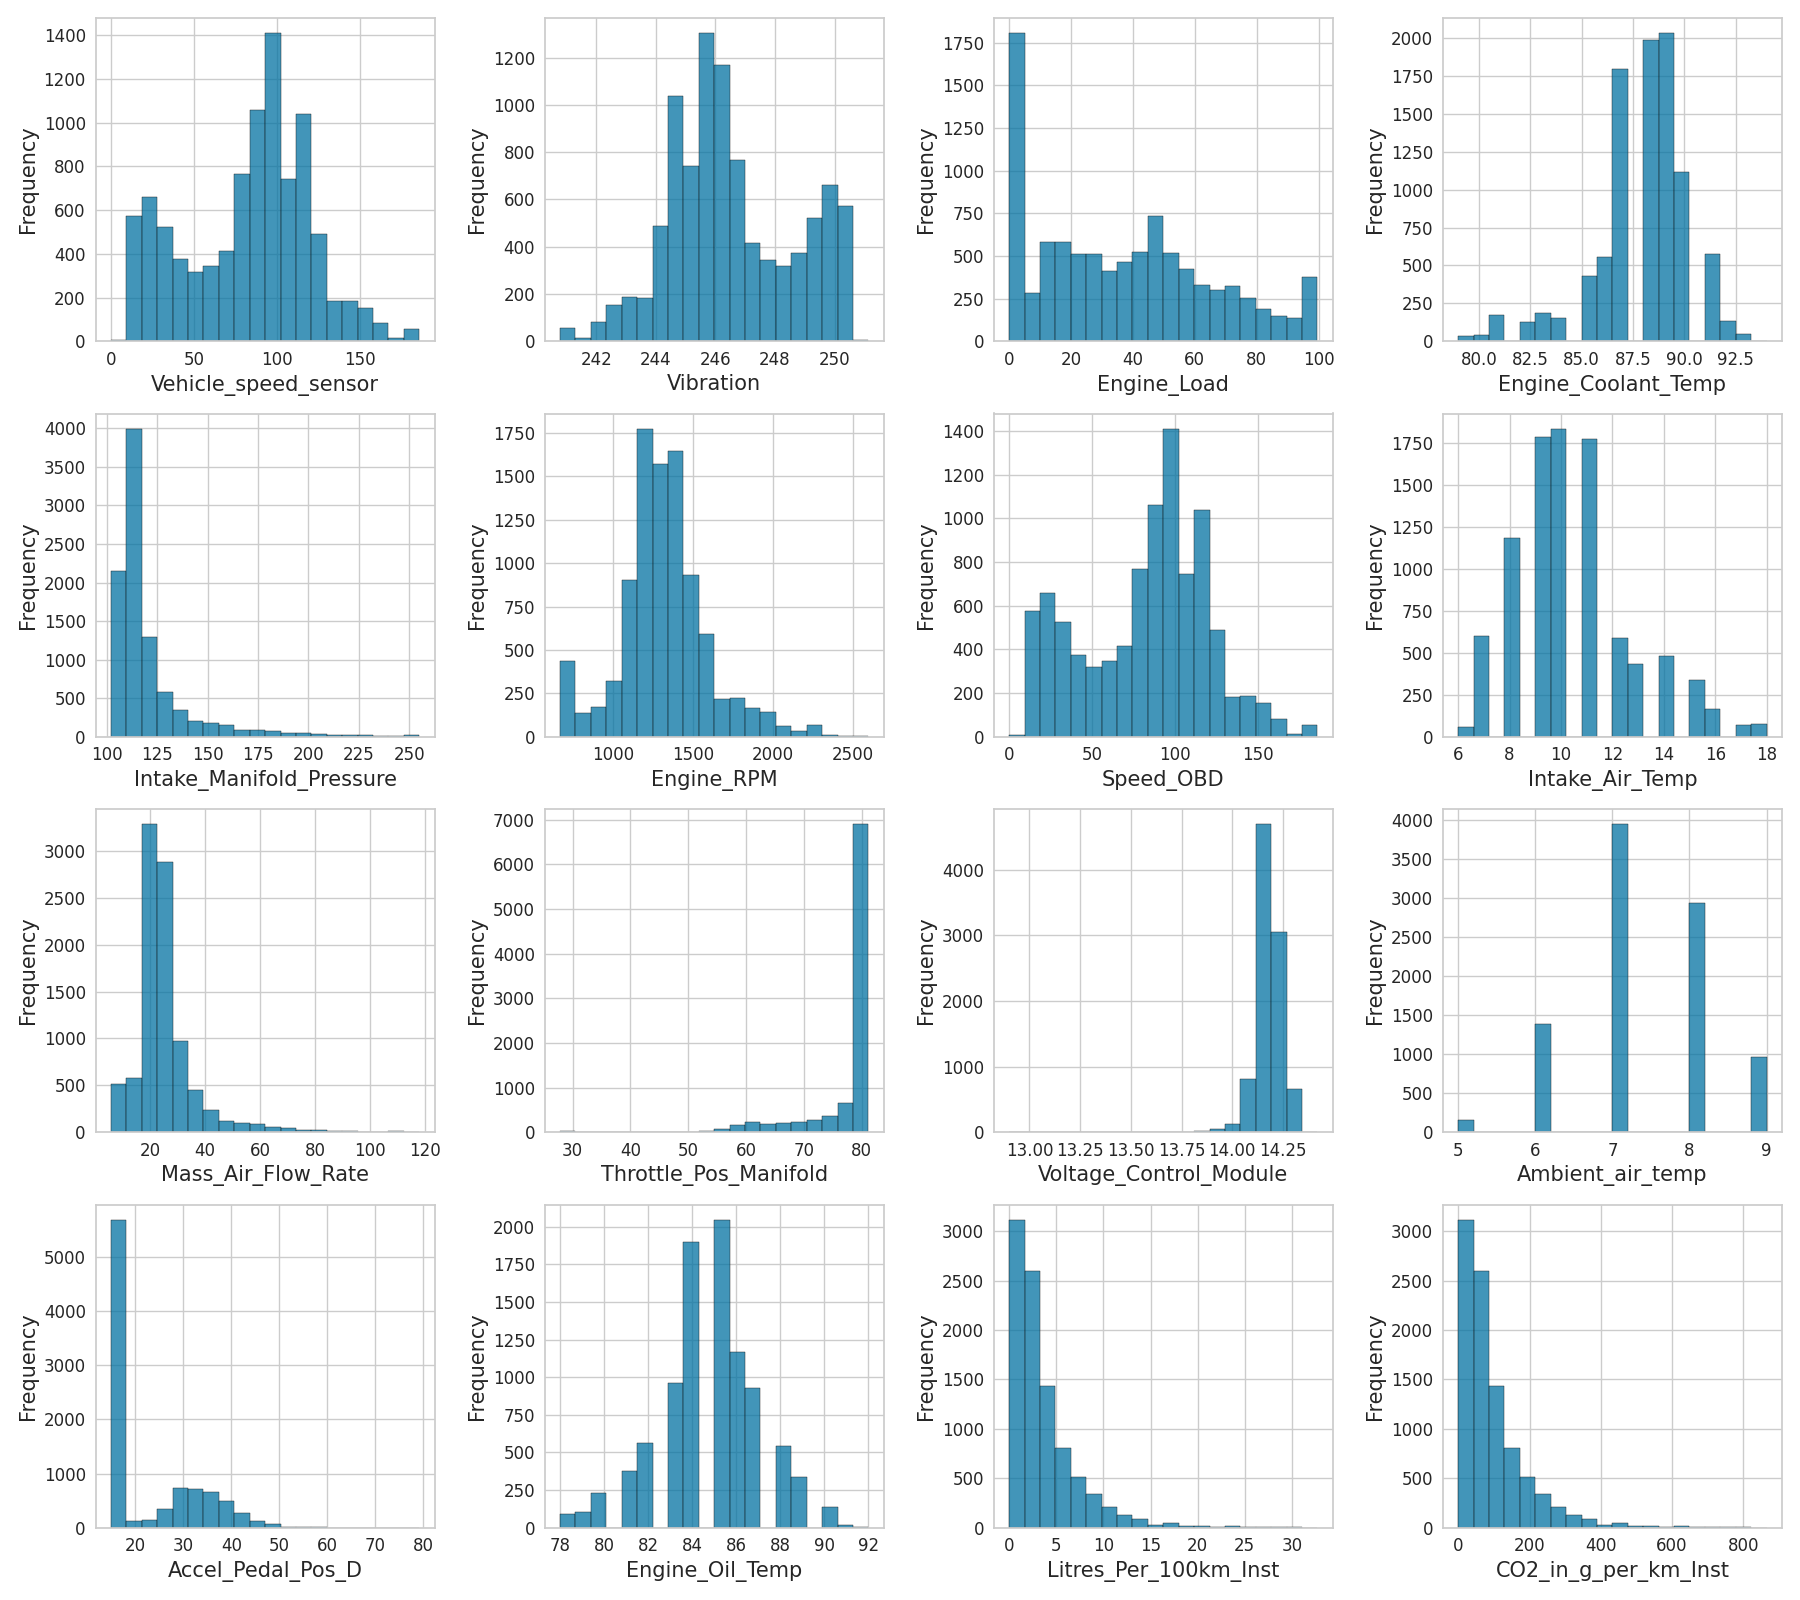 1400
1200
1000
800
600
400
200
0
Frequency
0 50 100 150
Vehicle_speed_sensor
1200
1000
800
600
400
200
0
Frequency
242 244 246 248 250
Vibration
1750
1500
1250
1000
750
500
250
0
Frequency
0 20 40 60 80 100
Engine_Load
2000
1750
1500
1250
1000
750
500
250
0
Frequency
80.0 82.5 85.0 87.5 90.0 92.5
Engine_Coolant_Temp
4000
3500
3000
2500
2000
1500
1000
500
0
Frequency
100 125 150 175 200 225 250
Intake_Manifold_Pressure
1750
1500
1250
1000
750
500
250
0
Frequency
1000 1500 2000 2500
Engine_RPM
1400
1200
1000
800
600
400
200
0
Frequency
0 50 100 150
Speed_OBD
1750
1500
1250
1000
750
500
250
0
Frequency
6 8 10 12 14 16 18
Intake_Air_Temp
3000
2500
2000
1500
1000
500
0
Frequency
20 40 60 80 100 120
Mass_Air_Flow_Rate
7000
6000
5000
4000
3000
2000
1000
0
Frequency
30 40 50 60 70 80
Throttle_Pos_Manifold
4000
3000
2000
1000
0
Frequency
13.00 13.25 13.50 13.75 14.00 14.25
Voltage_Control_Module
4000
3500
3000
2500
2000
1500
1000
500
0
Frequency
5 6 7 8 9
Ambient_air_temp
5000
4000
3000
2000
1000
0
Frequency
20 30 40 50 60 70 80
Accel_Pedal_Pos_D
2000
1750
1500
1250
1000
750
500
250
0
Frequency
78 80 82 84 86 88 90 92
Engine_Oil_Temp
3000
2500
2000
1500
1000
500
0
Frequency
0 5 10 15 20 25 30
Litres_Per_100km_Inst
3000
2500
2000
1500
1000
500
0
Frequency
0 200 400 600 800
CO2_in_g_per_km_Inst